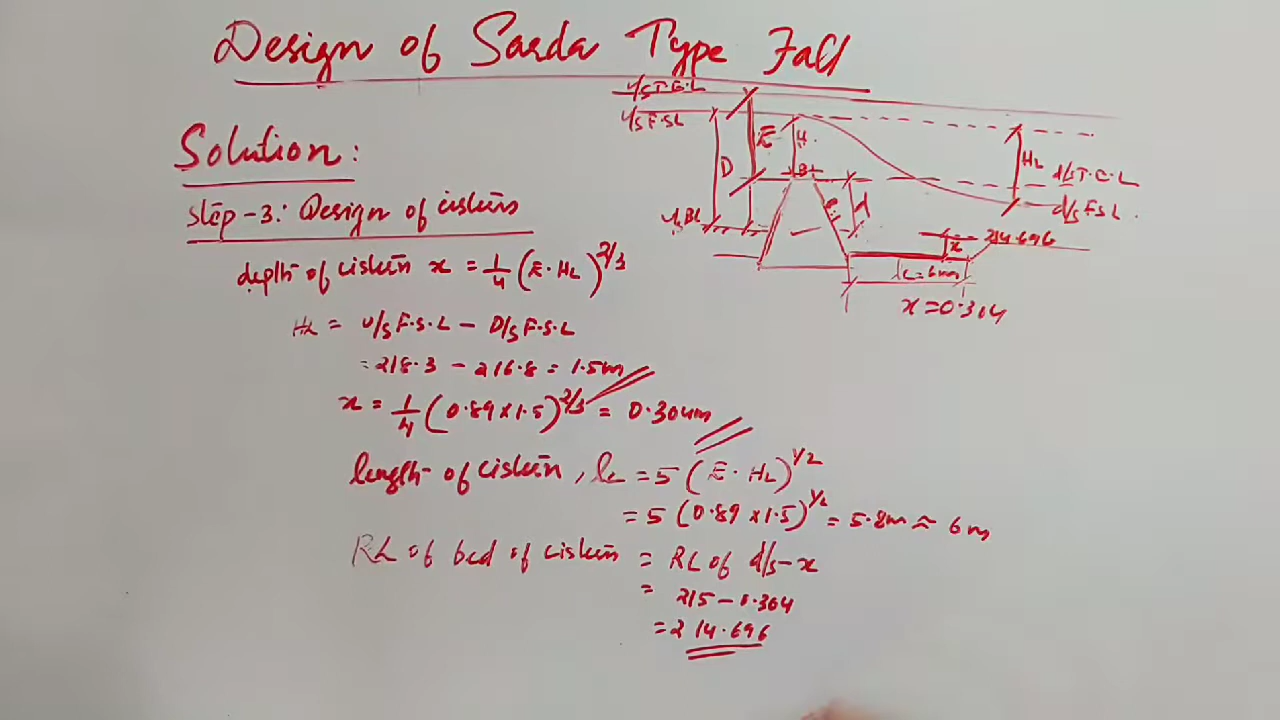 Design of Sarda Type Fall
Solution:
Step-3: Design of cistern
depth of cistern x = 1/4 (E·HL)^2/3
HL = U/S F.S.L - D/S F.S.L
= 218.3 - 216.8 = 1.5m
x = 1/4 (0.89 x 1.5)^2/3 = 0.304m
length of cistern, lc = 5 (E·HL)^1/2
= 5 (0.89 x 1.5)^1/2 = 5.8m ≈ 6m
RL of bed of cistern = RL of d/s - x
= 215 - 0.304
= 214.696
U/S T.E.L
U/S F.S.L
E
H
D
B
d
e
U/S BL
HL
d/s T.E.L
d/s F.S.L
x
214.696
lc = 6m
x = 0.304